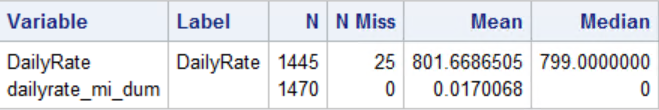 Variable Label N N Miss Mean Median
DailyRate DailyRate 1445 25 801.6686505 799.0000000
dailyrate_mi_dum 1470 0 0.0170068 0